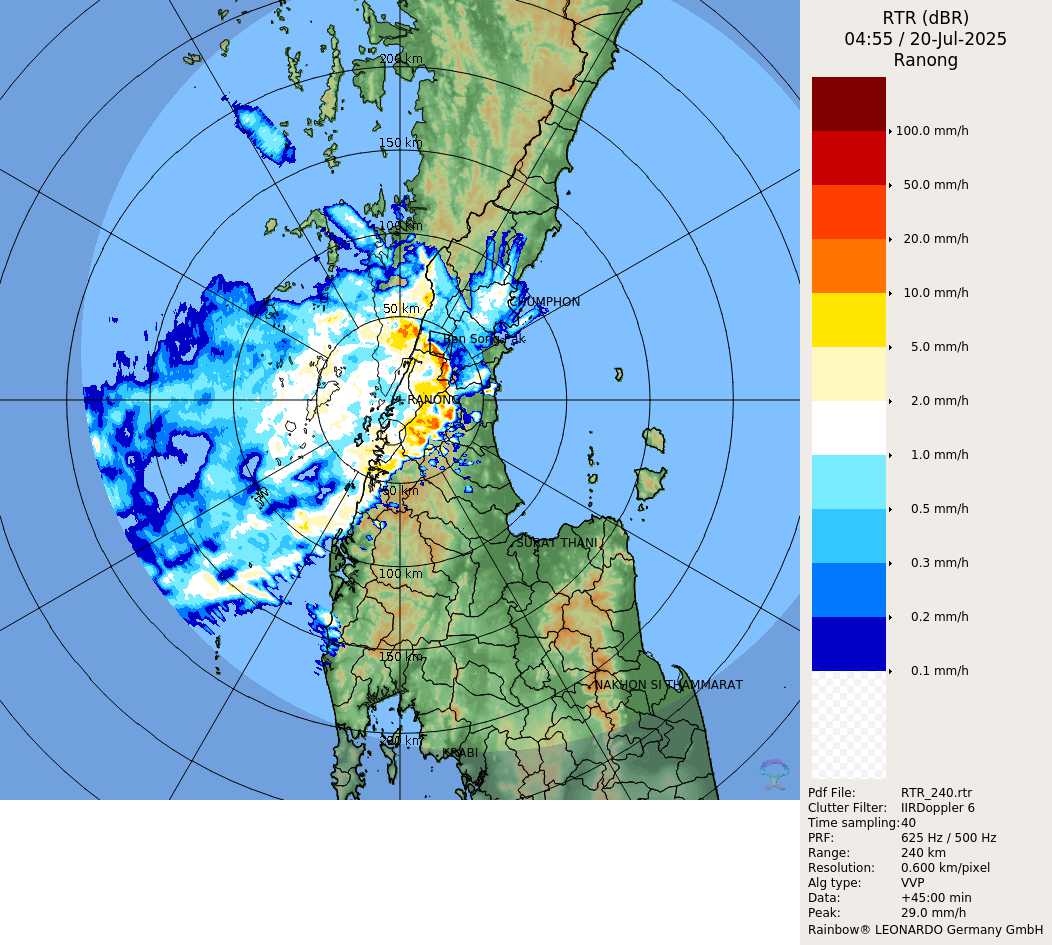 RTR (dBR)
04:55 / 20-Jul-2025
Ranong
100.0 mm/h
50.0 mm/h
20.0 mm/h
10.0 mm/h
5.0 mm/h
2.0 mm/h
1.0 mm/h
0.5 mm/h
0.3 mm/h
0.2 mm/h
0.1 mm/h
Pdf File: RTR_240.rtr
Clutter Filter: IIRDoppler 6
Time sampling: 40
PRF: 625 Hz / 500 Hz
Range: 240 km
Resolution: 0.600 km/pixel
Alg type: VVP
Data: +45:00 min
Peak: 29.0 mm/h
Rainbow® LEONARDO Germany GmbH
200 km
150 km
100 km
50 km
CHUMPHON
Ban Song Pak
RANONG
50 km
SURAT THANI
100 km
150 km
NAKHON SI THAMMARAT
200 km
KRABI